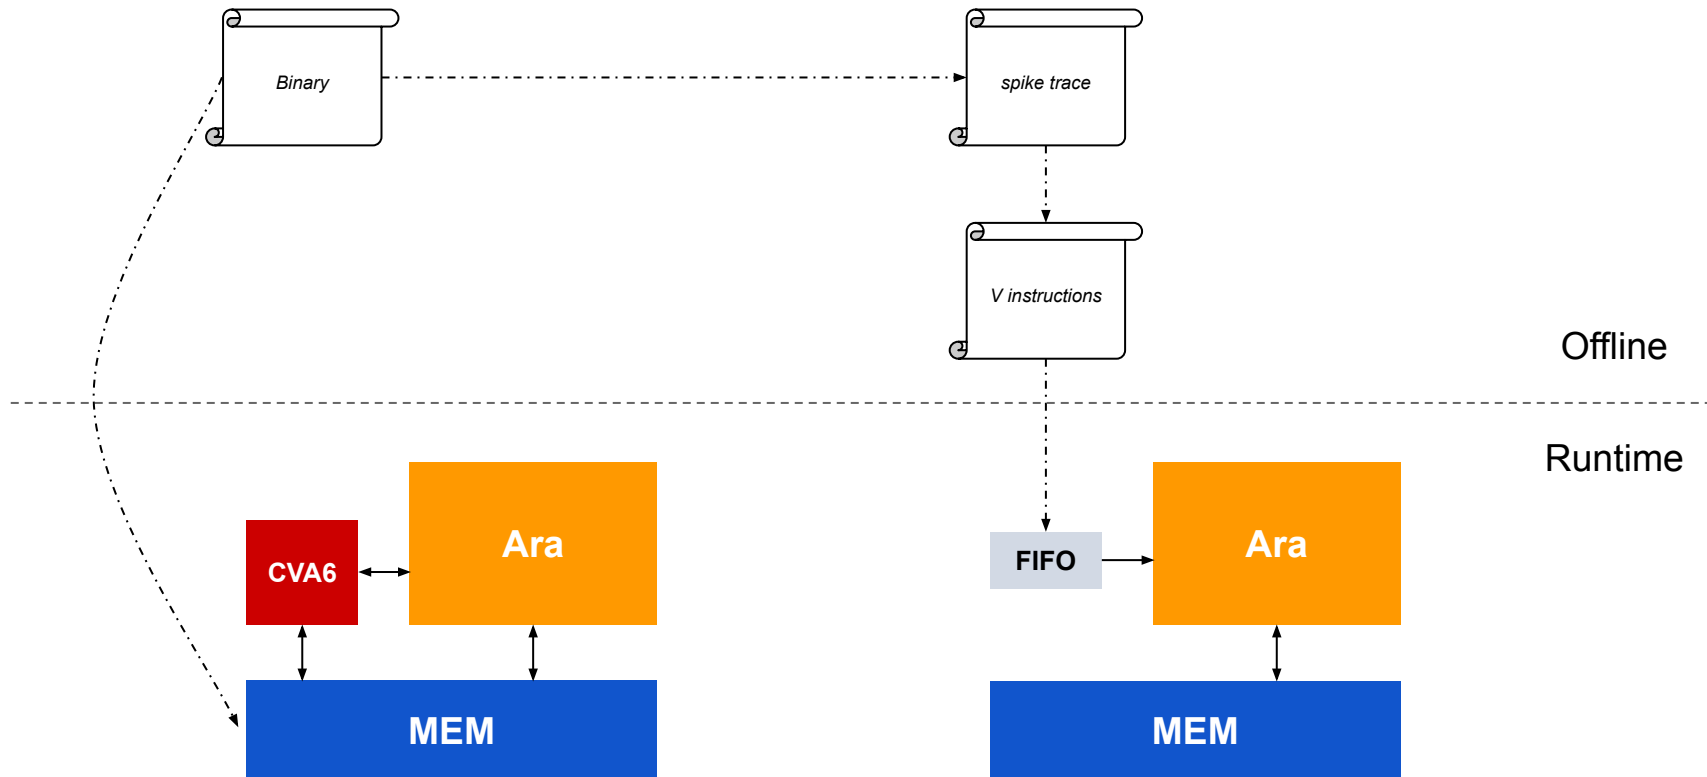 Binary
spike trace
V instructions
Offline
Runtime
CVA6
Ara
FIFO
Ara
MEM
MEM